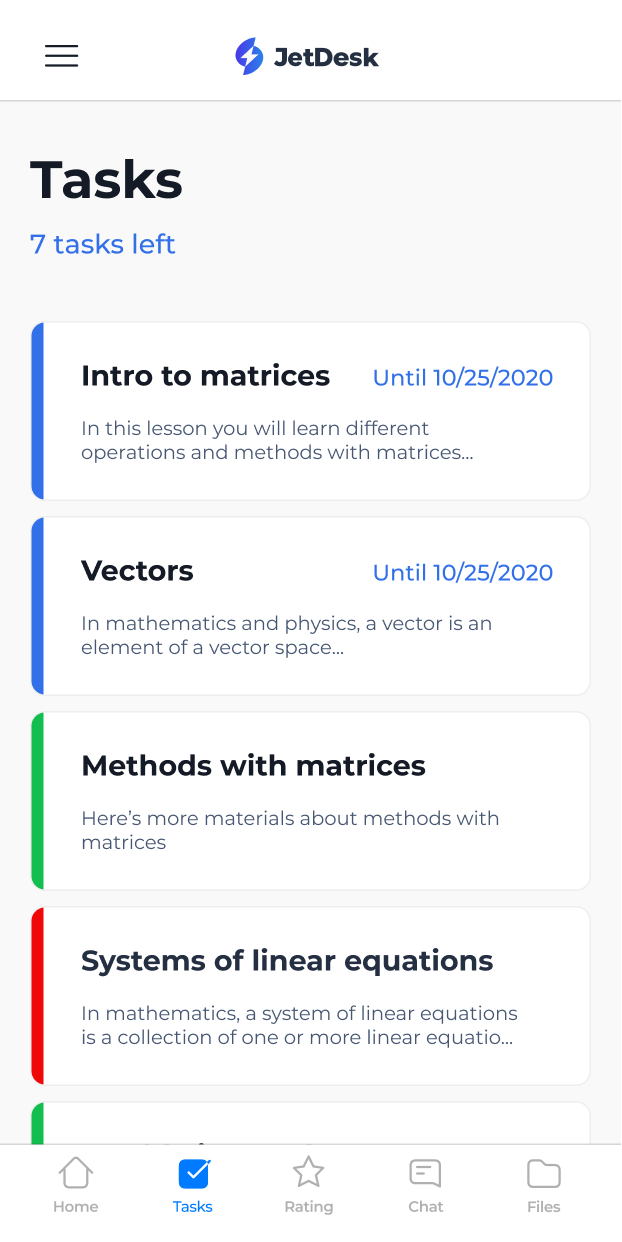 JetDesk
Tasks
7 tasks left
Intro to matrices
Until 10/25/2020
In this lesson you will learn different
operations and methods with matrices...
Vectors
Until 10/25/2020
In mathematics and physics, a vector is an
element of a vector space...
Methods with matrices
Here’s more materials about methods with
matrices
Systems of linear equations
In mathematics, a system of linear equations
is a collection of one or more linear equatio...
Home
Tasks
Rating
Chat
Files